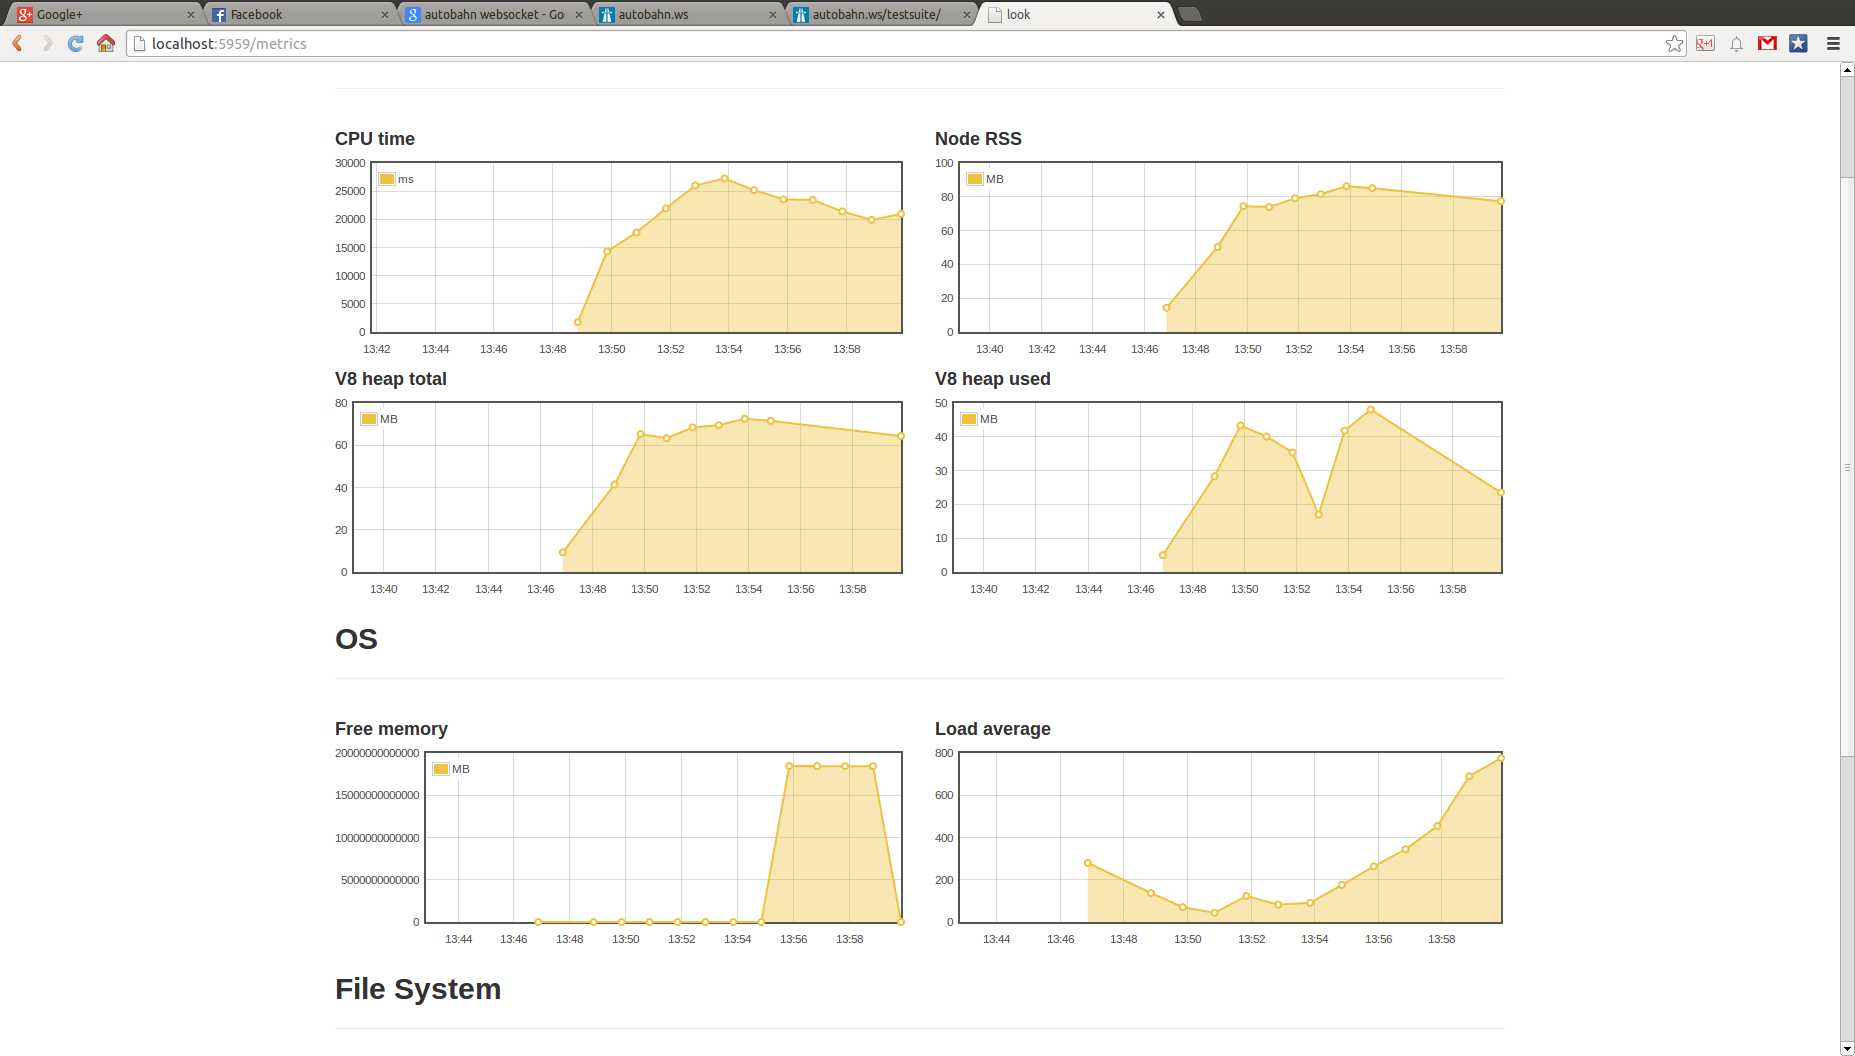 Google+
Facebook
autobahn websocket - Go
autobahn.ws
autobahn.ws/testsuite/
look
localhost:5959/metrics
CPU time
30000
25000
20000
15000
10000
5000
0
ms
13:42 13:44 13:46 13:48 13:50 13:52 13:54 13:56 13:58
Node RSS
100
80
60
40
20
0
MB
13:40 13:42 13:44 13:46 13:48 13:50 13:52 13:54 13:56 13:58
V8 heap total
80
60
40
20
0
MB
13:40 13:42 13:44 13:46 13:48 13:50 13:52 13:54 13:56 13:58
V8 heap used
50
40
30
20
10
0
MB
13:40 13:42 13:44 13:46 13:48 13:50 13:52 13:54 13:56 13:58
OS
Free memory
20000000000000
15000000000000
10000000000000
5000000000000
0
MB
13:44 13:46 13:48 13:50 13:52 13:54 13:56 13:58
Load average
800
600
400
200
0
13:44 13:46 13:48 13:50 13:52 13:54 13:56 13:58
File System